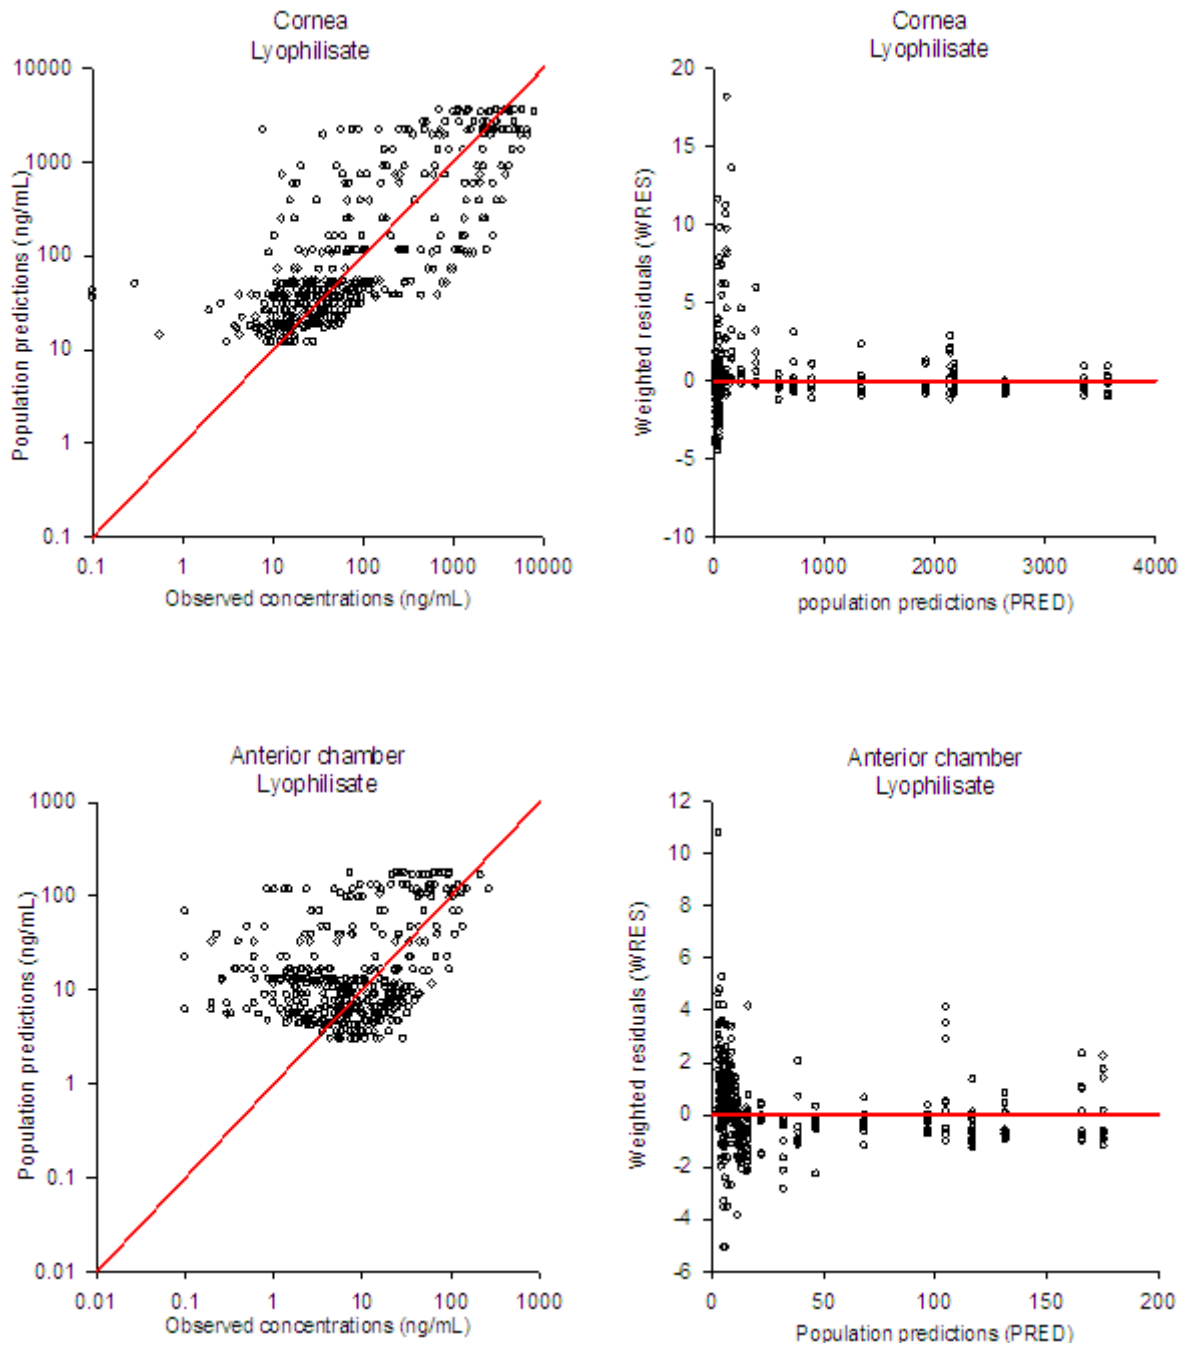 Cornea
Lyophilisate
10000
1000
100
10
1
0.1
Population predictions (ng/mL)
0.1 1 10 100 1000 10000
Observed concentrations (ng/mL)
Cornea
Lyophilisate
20
15
10
5
0
-5
-10
Weighted residuals (WRES)
0 1000 2000 3000 4000
population predictions (PRED)
Anterior chamber
Lyophilisate
1000
100
10
1
0.1
0.01
Population predictions (ng/mL)
0.01 0.1 1 10 100 1000
Observed concentrations (ng/mL)
Anterior chamber
Lyophilisate
12
10
8
6
4
2
0
-2
-4
-6
Weighted residuals (WRES)
0 50 100 150 200
Population predictions (PRED)